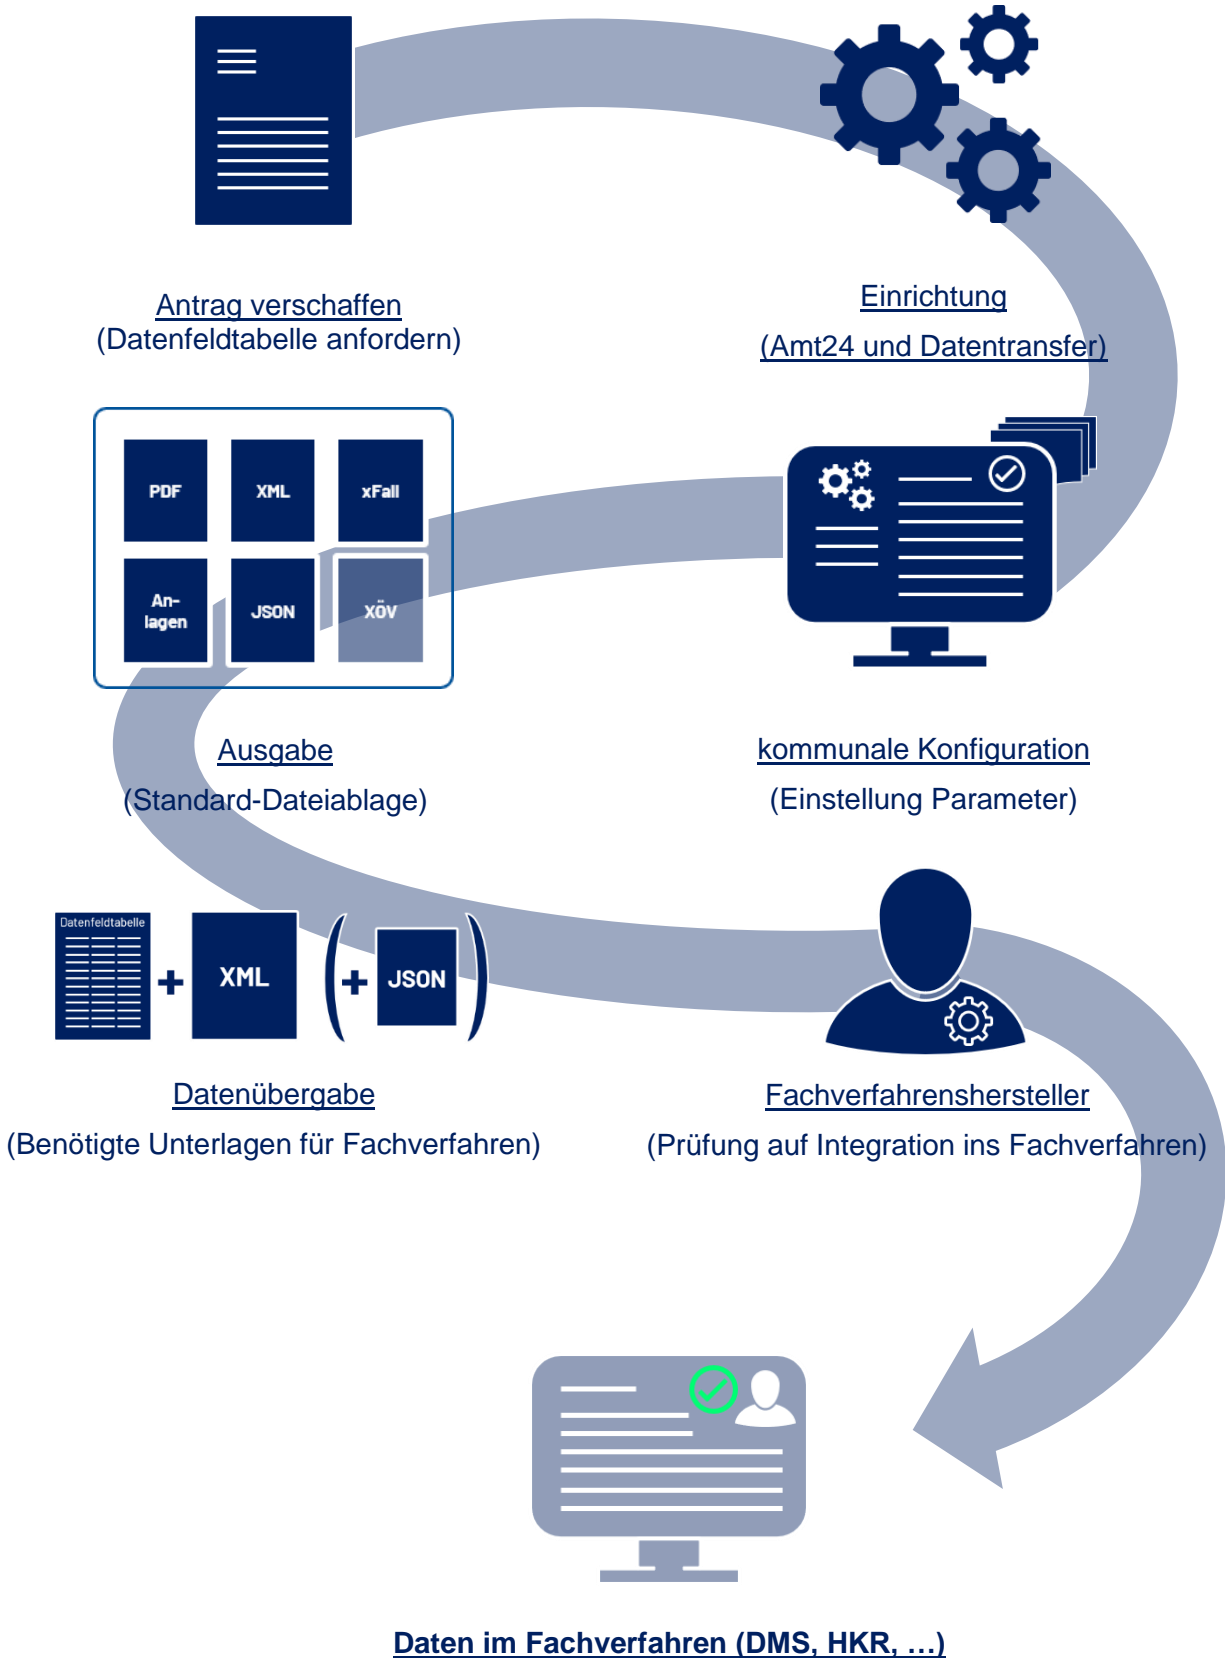 Antrag verschaffen
(Datenfeldtabelle anfordern)
Einrichtung
(Amt24 und Datentransfer)
PDF
XML
xFall
An-
lagen
JSON
XÖV
Ausgabe
(Standard-Dateiablage)
kommunale Konfiguration
(Einstellung Parameter)
Datenfeldtabelle
+
XML
(+
JSON)
Datenübergabe
(Benötigte Unterlagen für Fachverfahren)
Fachverfahrenshersteller
(Prüfung auf Integration ins Fachverfahren)
Daten im Fachverfahren (DMS, HKR, …)